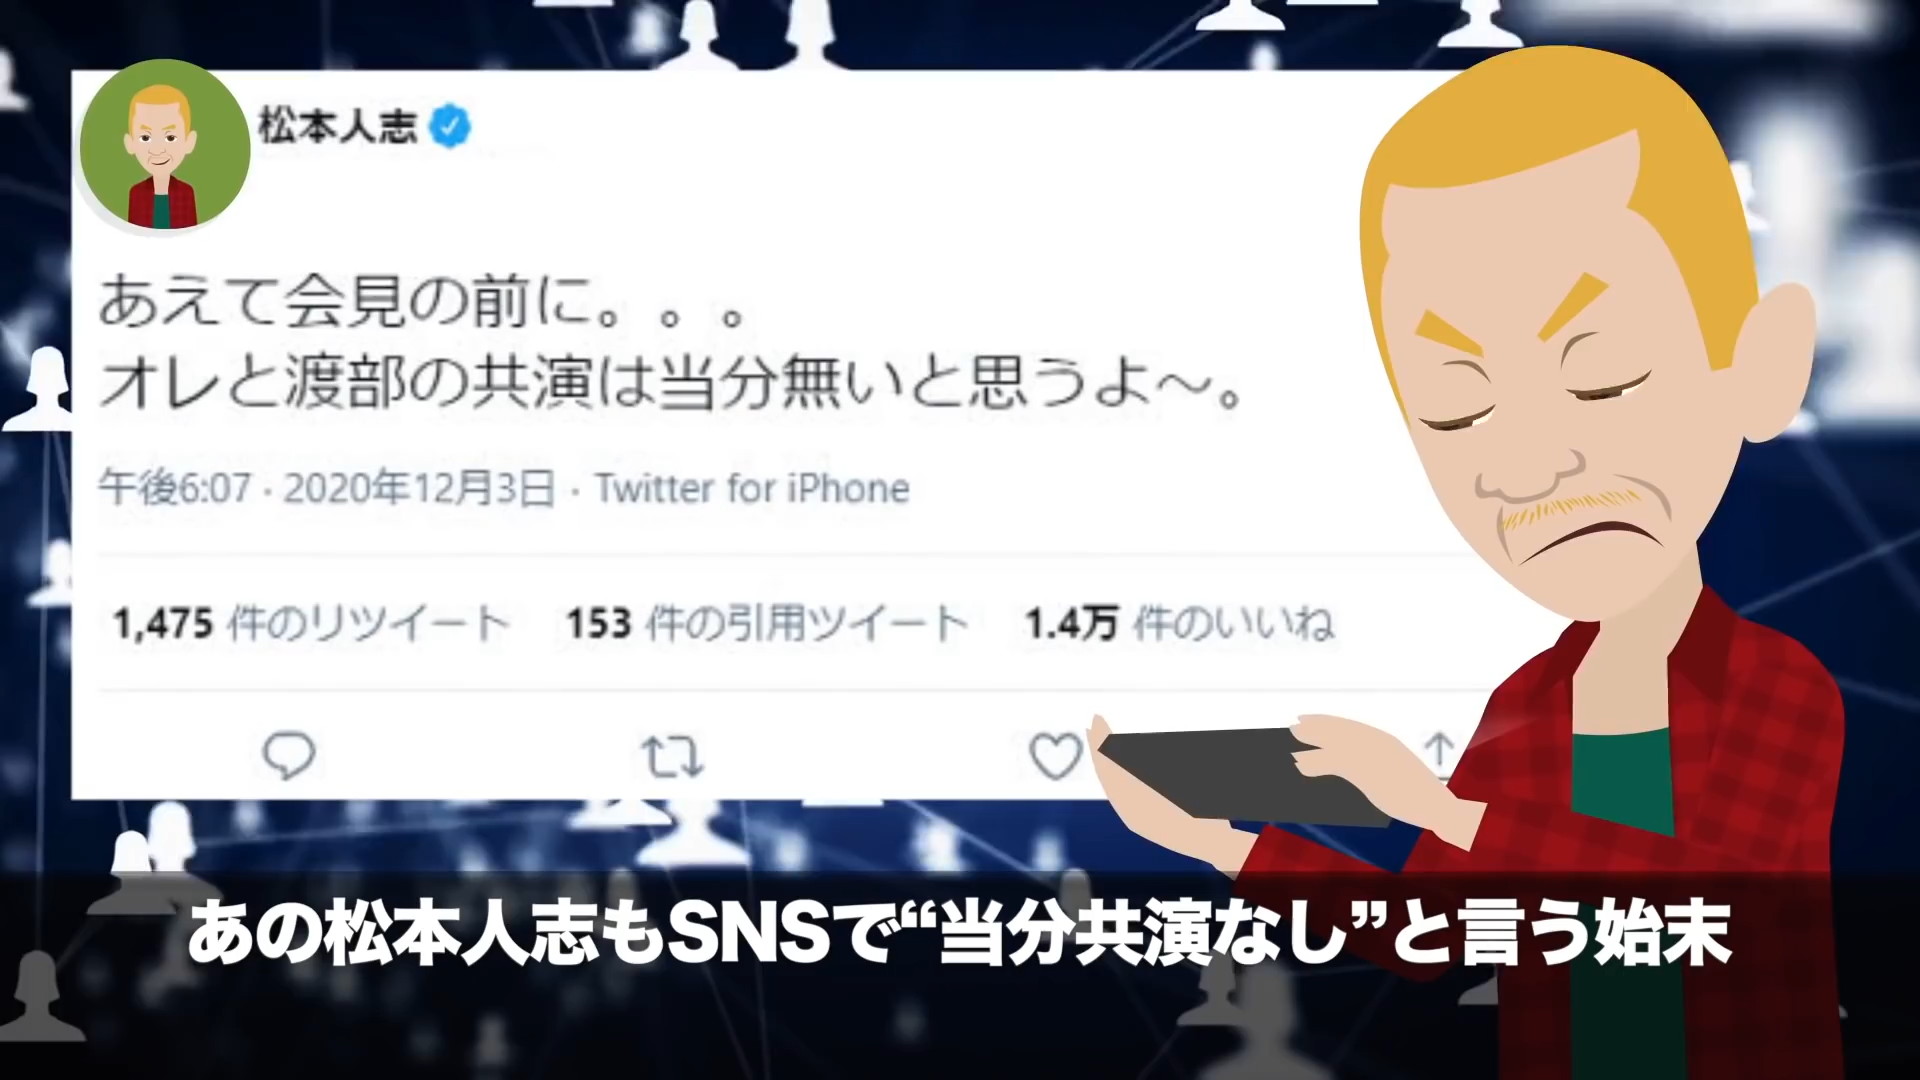 松本人志
あえて会見の前に。。。
オレと渡部の共演は当分無いと思うよ～。
午後6:07 · 2020年12月3日 · Twitter for iPhone
1,475 件のリツイート 153 件の引用ツイート 1.4万 件のいいね
あの松本人志もSNSで“当分共演なし”と言う始末